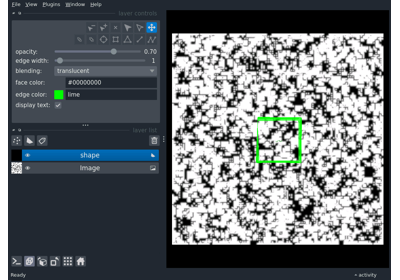 File View Plugins Window Help
layer controls
opacity: 0.70
edge width: 1
blending: translucent
face color: #00000000
edge color: lime
display text:
layer list
shape
Image
Ready
activity